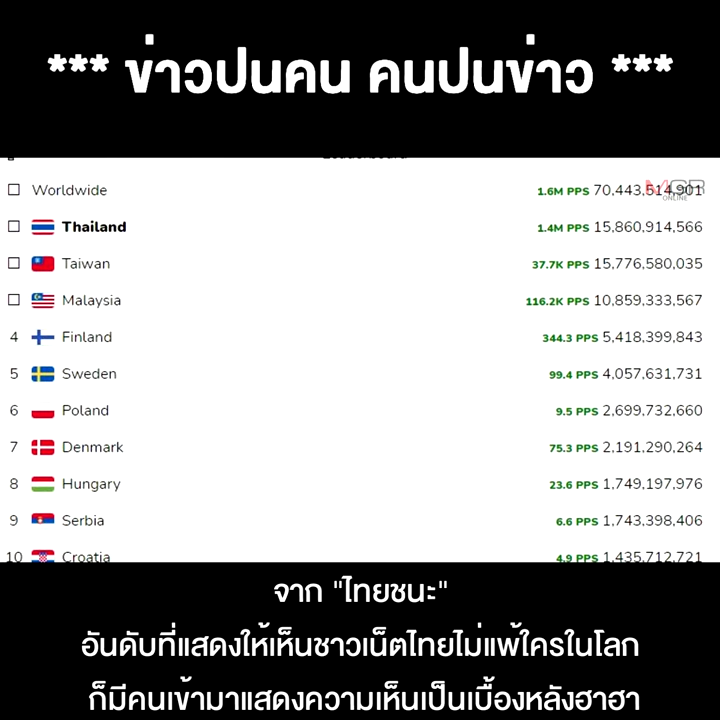 *** ข่าวปนคน คนปนข่าว ***
Worldwide 1.6M PPS 70,443,514,901
MGR ONLINE
Thailand 1.4M PPS 15,860,914,566
Taiwan 37.7K PPS 15,776,580,035
Malaysia 116.2K PPS 10,859,333,567
4 Finland 344.3 PPS 5,418,399,843
5 Sweden 99.4 PPS 4,057,631,731
6 Poland 9.5 PPS 2,699,732,660
7 Denmark 75.3 PPS 2,191,290,264
8 Hungary 23.6 PPS 1,749,197,976
9 Serbia 6.6 PPS 1,743,398,406
10 Croatia 4.9 PPS 1,435,712,721
จาก "ไทยชนะ"
อันดับที่แสดงให้เห็นชาวเน็ตไทยไม่แพ้ใครในโลก
ก็มีคนเข้ามาแสดงความเห็นเป็นเบื้องหลังฮาฮา